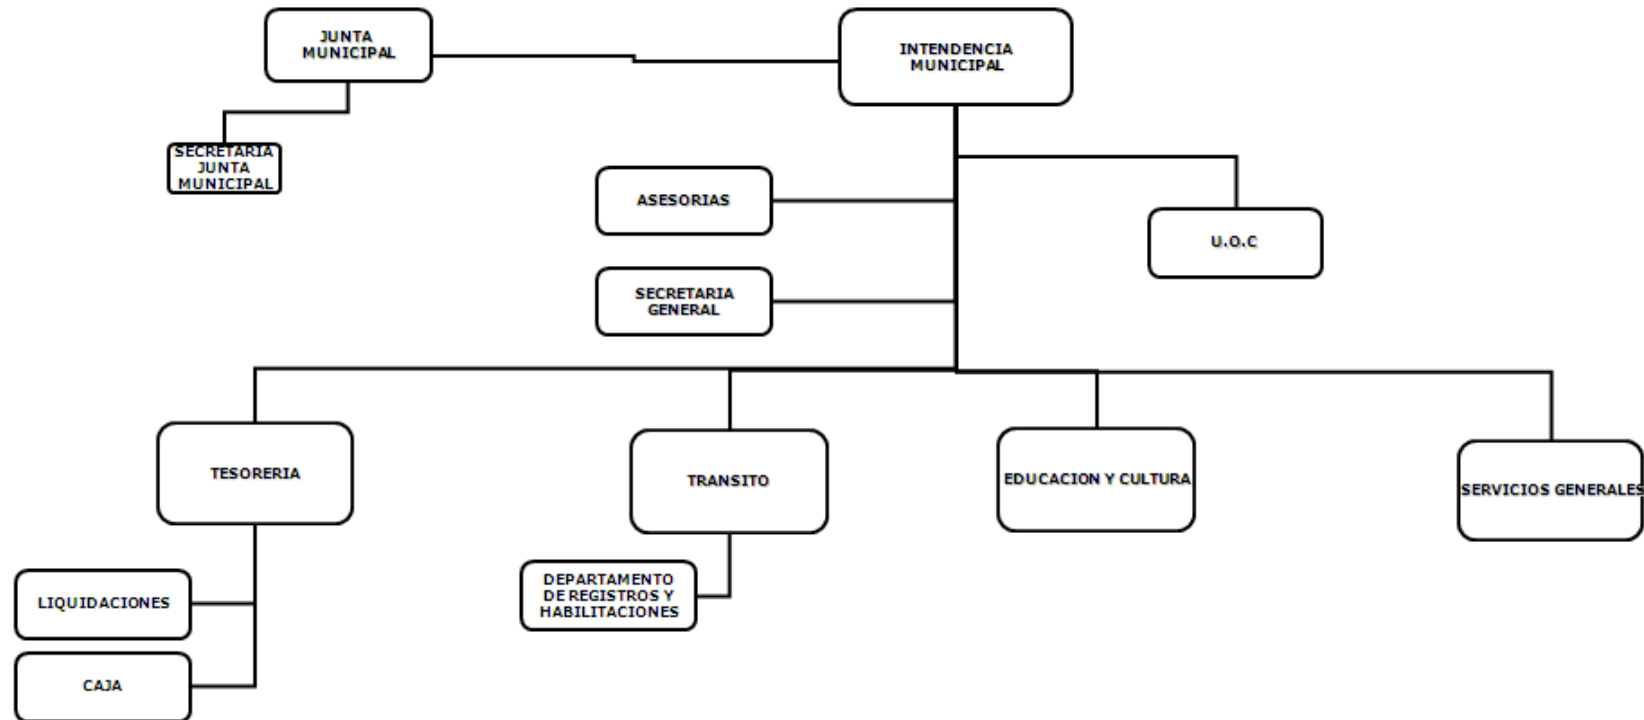 JUNTA
MUNICIPAL
INTENDENCIA
MUNICIPAL
SECRETARIA
JUNTA
MUNICIPAL
ASESORIAS
U.O.C
SECRETARIA
GENERAL
TESORERIA
TRANSITO
EDUCACION Y CULTURA
SERVICIOS GENERALES
LIQUIDACIONES
DEPARTAMENTO
DE REGISTROS Y
HABILITACIONES
CAJA